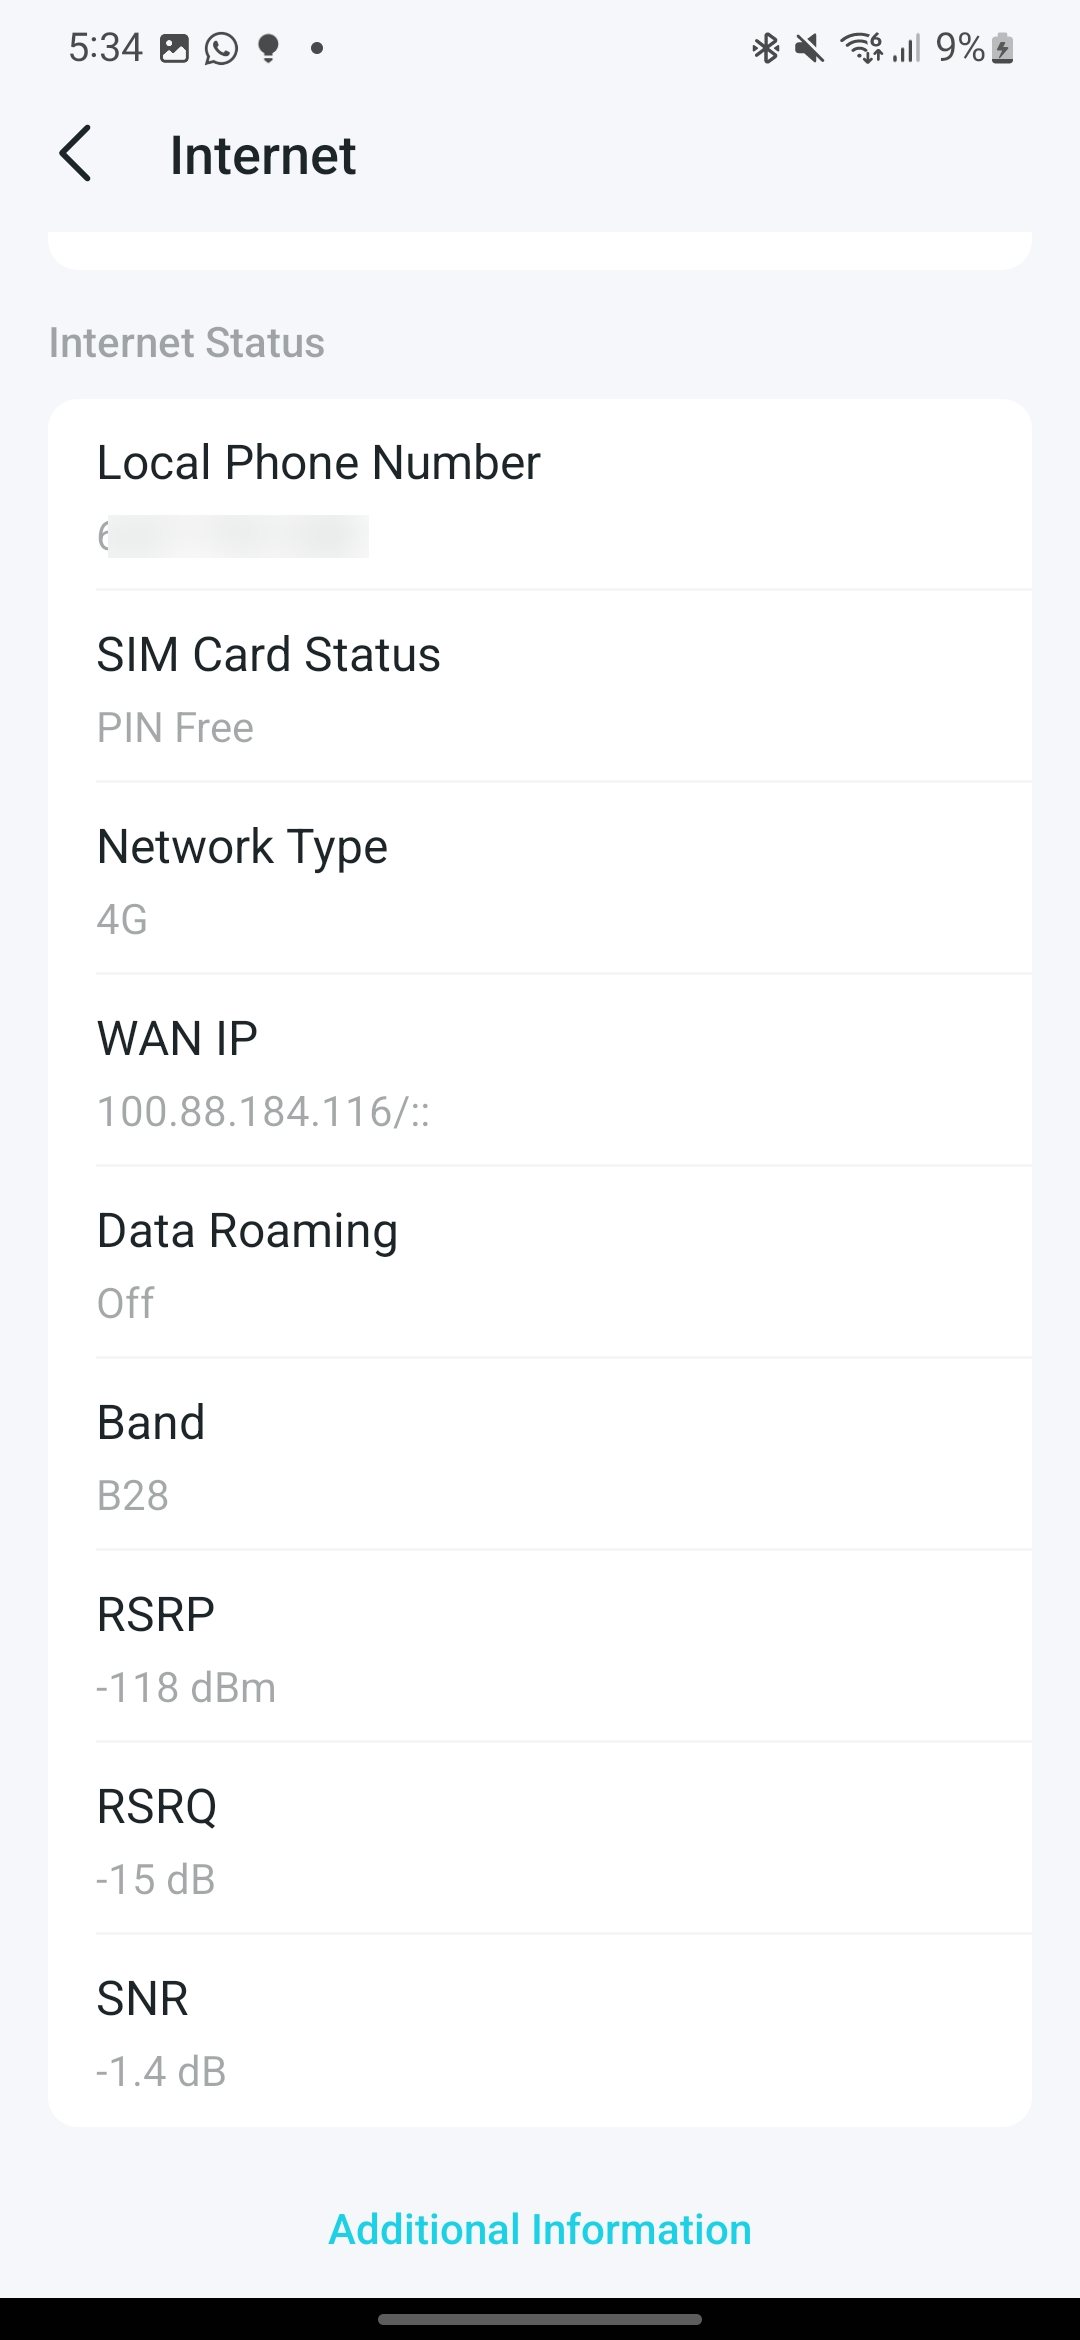 5:34
9%
Internet
Internet Status
Local Phone Number
6
SIM Card Status
PIN Free
Network Type
4G
WAN IP
100.88.184.116/::
Data Roaming
Off
Band
B28
RSRP
-118 dBm
RSRQ
-15 dB
SNR
-1.4 dB
Additional Information